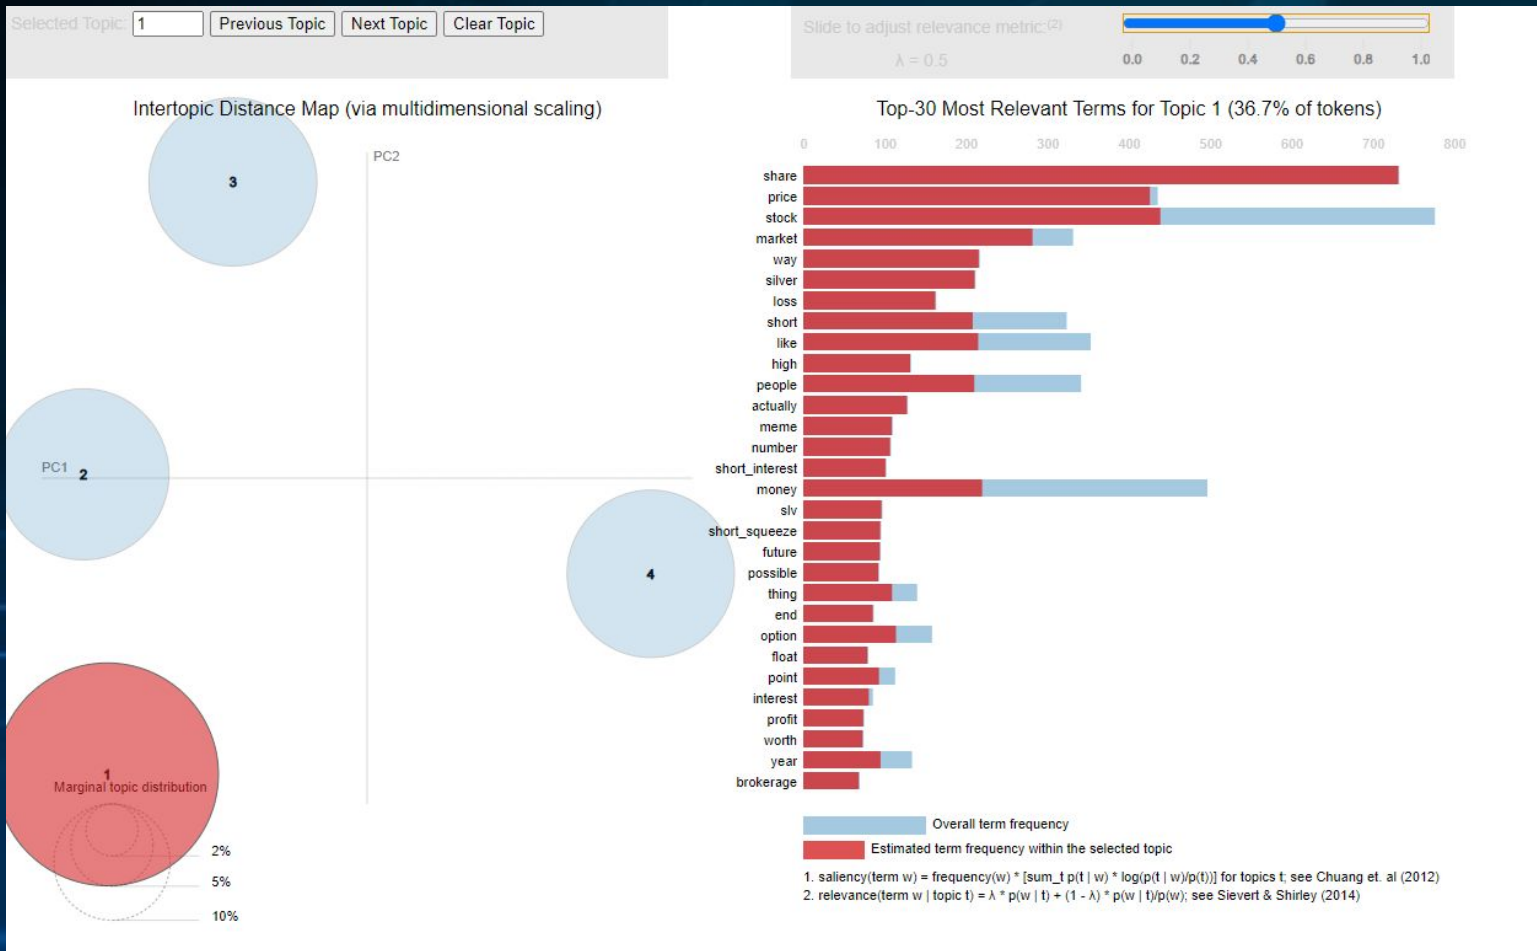 Selected Topic: 1 Previous Topic Next Topic Clear Topic
Slide to adjust relevance metric:(2)
λ = 0.5
0.0 0.2 0.4 0.6 0.8 1.0
Intertopic Distance Map (via multidimensional scaling)
PC2
3
PC1
2
4
1
Marginal topic distribution
2%
5%
10%
Top-30 Most Relevant Terms for Topic 1 (36.7% of tokens)
0 100 200 300 400 500 600 700 800
share
price
stock
market
way
silver
loss
short
like
high
people
actually
meme
number
short_interest
money
slv
short_squeeze
future
possible
thing
end
option
float
point
interest
profit
worth
year
brokerage
Overall term frequency
Estimated term frequency within the selected topic
1. saliency(term w) = frequency(w) * [sum_t p(t | w) * log(p(t | w)/p(t))] for topics t; see Chuang et. al (2012)
2. relevance(term w | topic t) = λ * p(w | t) + (1 - λ) * p(w | t)/p(w); see Sievert & Shirley (2014)